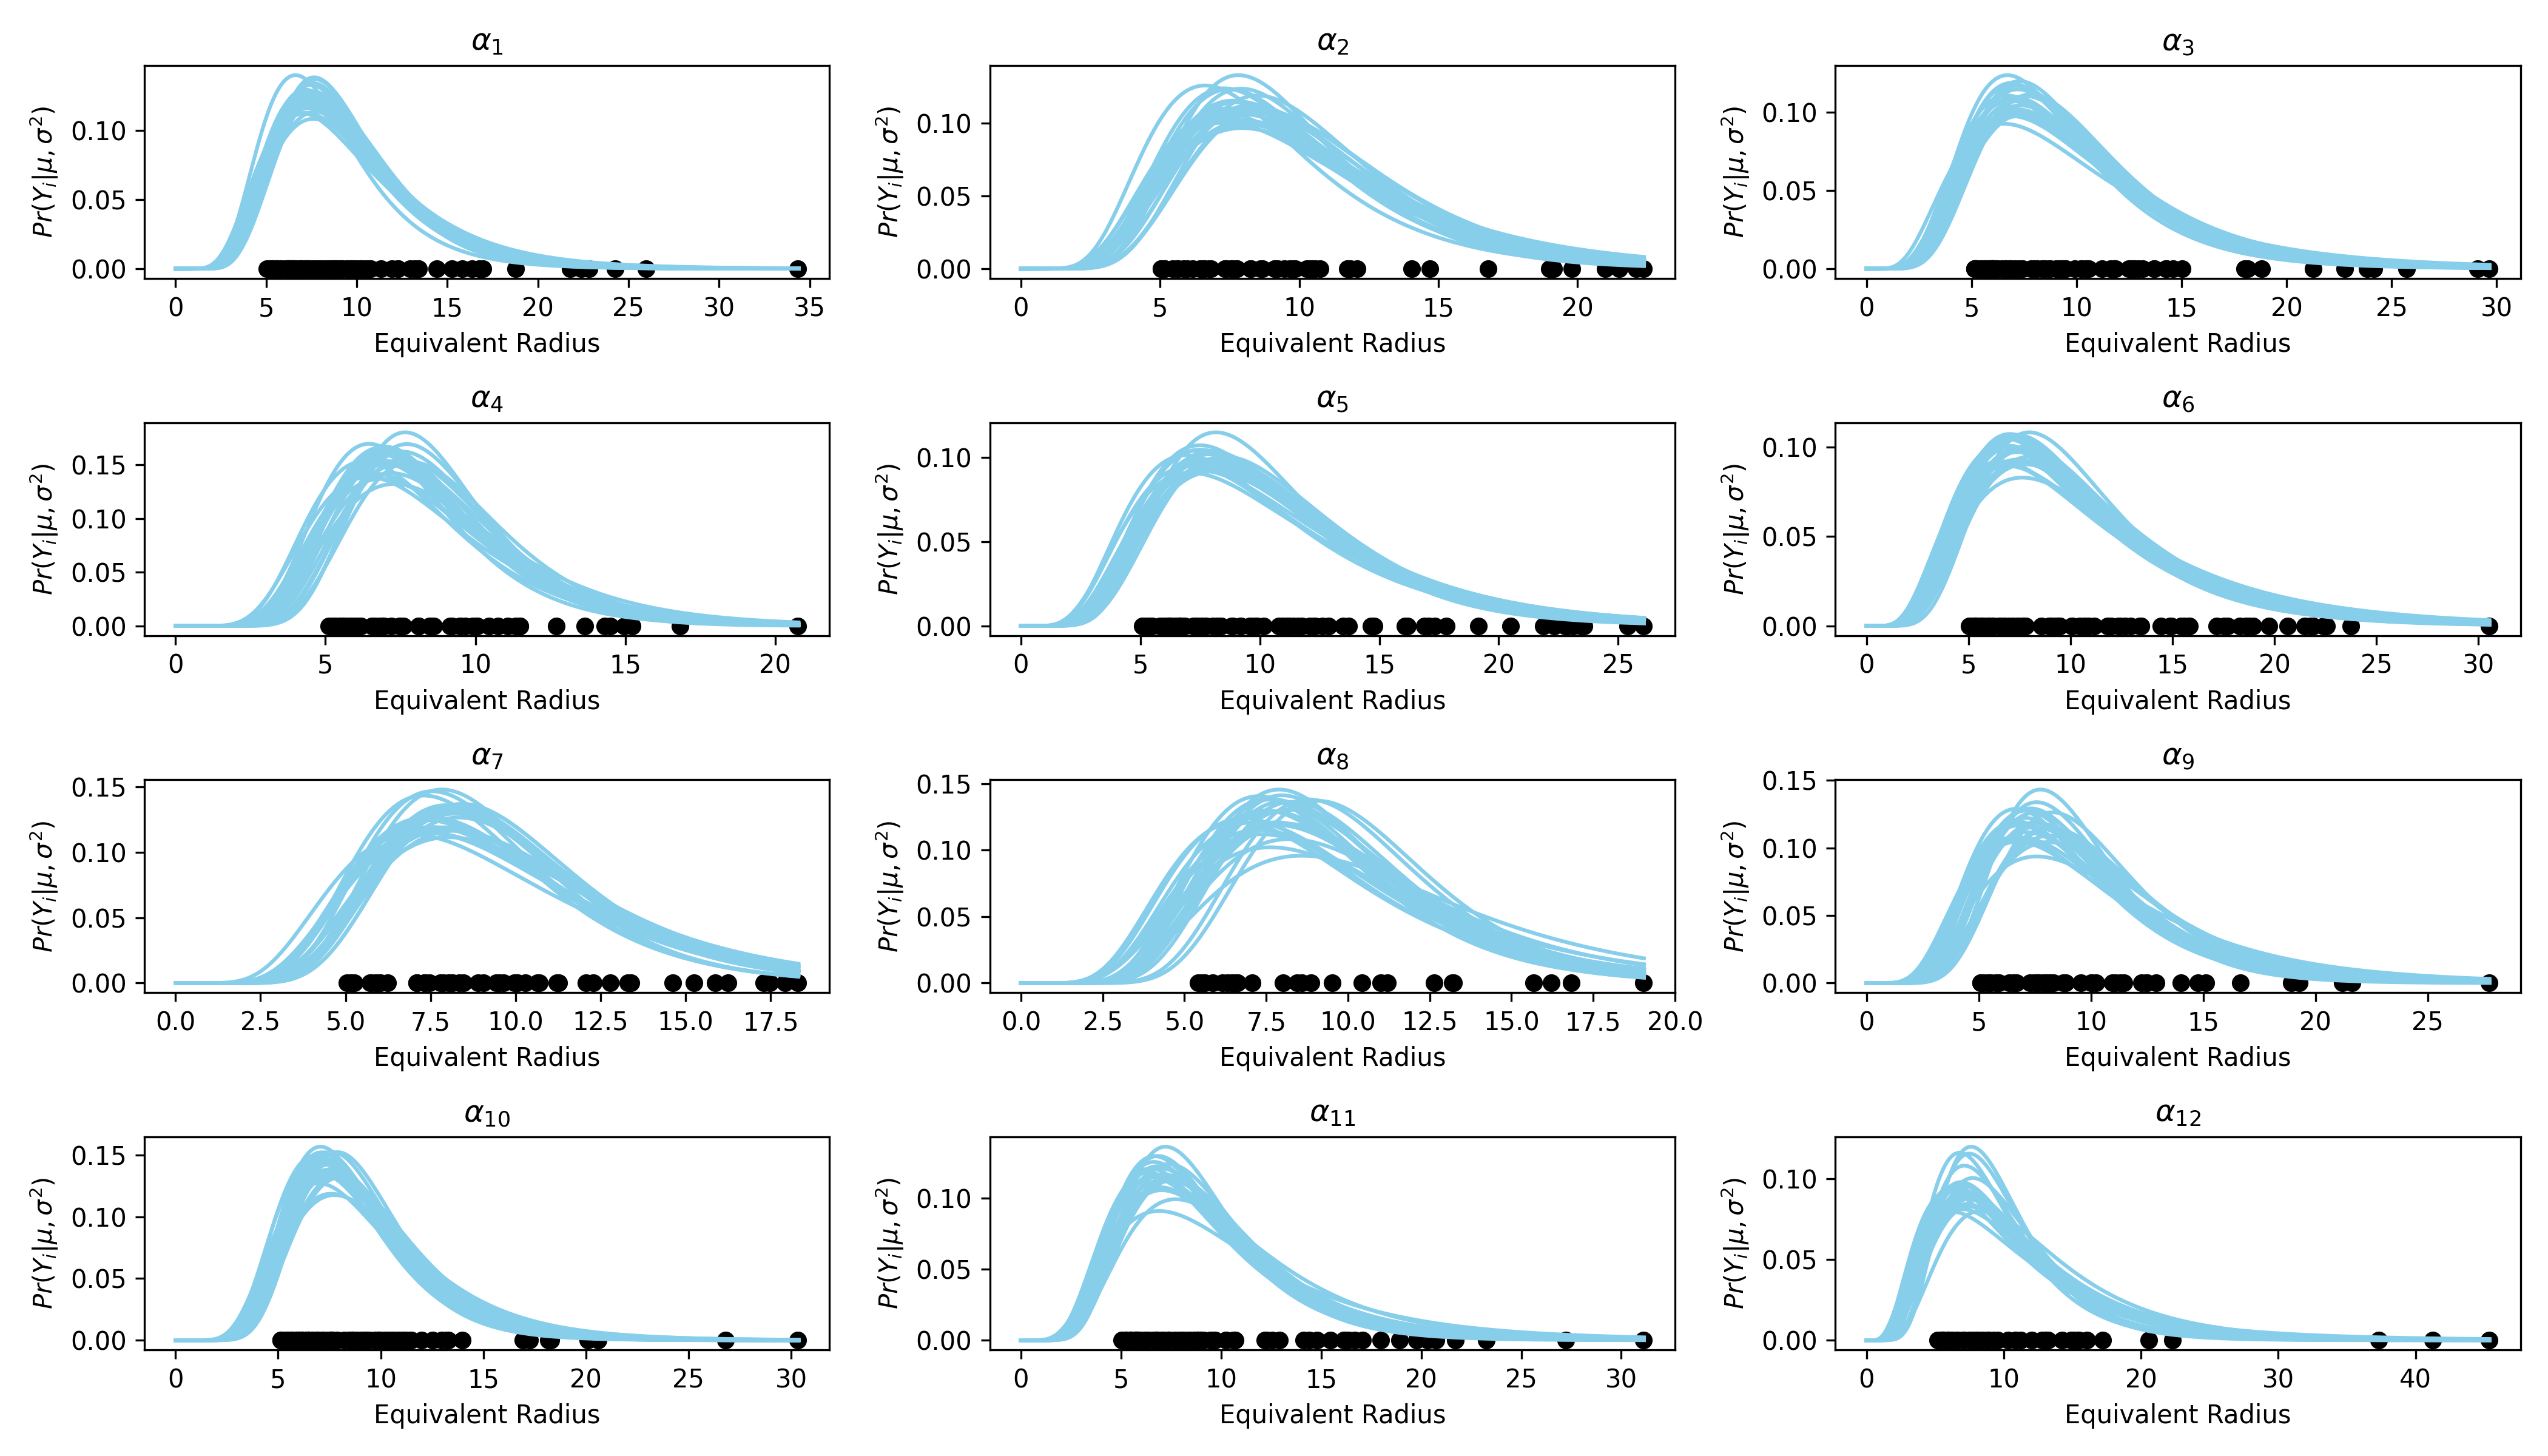 α₁
Pr(Yᵢ|μ, σ²)
0.10
0.05
0.00
0 5 10 15 20 25 30 35
Equivalent Radius
α₂
Pr(Yᵢ|μ, σ²)
0.10
0.05
0.00
0 5 10 15 20
Equivalent Radius
α₃
Pr(Yᵢ|μ, σ²)
0.10
0.05
0.00
0 5 10 15 20 25 30
Equivalent Radius
α₄
Pr(Yᵢ|μ, σ²)
0.15
0.10
0.05
0.00
0 5 10 15 20
Equivalent Radius
α₅
Pr(Yᵢ|μ, σ²)
0.10
0.05
0.00
0 5 10 15 20 25
Equivalent Radius
α₆
Pr(Yᵢ|μ, σ²)
0.10
0.05
0.00
0 5 10 15 20 25 30
Equivalent Radius
α₇
Pr(Yᵢ|μ, σ²)
0.15
0.10
0.05
0.00
0.0 2.5 5.0 7.5 10.0 12.5 15.0 17.5
Equivalent Radius
α₈
Pr(Yᵢ|μ, σ²)
0.15
0.10
0.05
0.00
0.0 2.5 5.0 7.5 10.0 12.5 15.0 17.5 20.0
Equivalent Radius
α₉
Pr(Yᵢ|μ, σ²)
0.15
0.10
0.05
0.00
0 5 10 15 20 25
Equivalent Radius
α₁₀
Pr(Yᵢ|μ, σ²)
0.15
0.10
0.05
0.00
0 5 10 15 20 25 30
Equivalent Radius
α₁₁
Pr(Yᵢ|μ, σ²)
0.10
0.05
0.00
0 5 10 15 20 25 30
Equivalent Radius
α₁₂
Pr(Yᵢ|μ, σ²)
0.10
0.05
0.00
0 10 20 30 40
Equivalent Radius